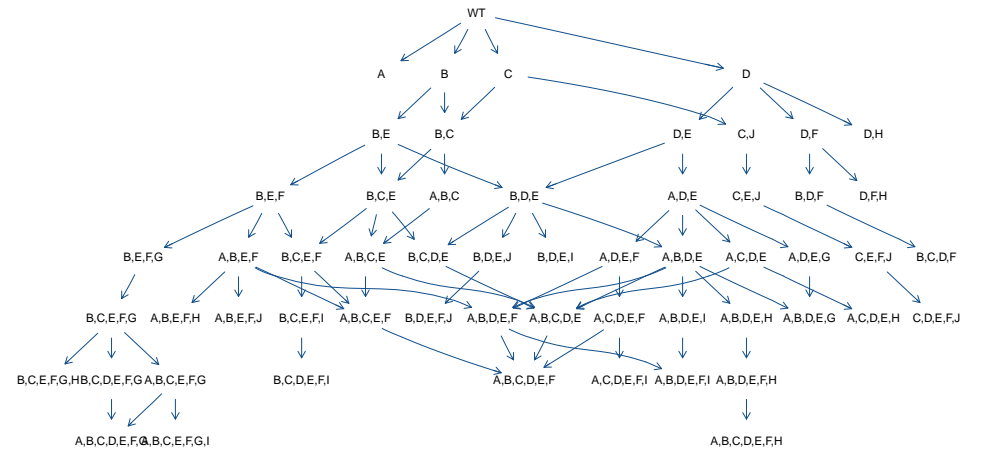 WT
A B C D
B,E B,C D,E C,J D,F D,H
B,E,F B,C,E A,B,C B,D,E A,D,E C,E,J B,D,F D,F,H
B,E,F,G A,B,E,F B,C,E,F A,B,C,E B,C,D,E B,D,E,J B,D,E,I A,D,E,F A,B,D,E A,C,D,E A,D,E,G C,E,F,J B,C,D,F
B,C,E,F,G A,B,E,F,H A,B,E,F,J B,C,E,F,I A,B,C,E,F B,D,E,F,J A,B,D,E,F A,B,C,D,E A,C,D,E,F A,B,D,E,I A,B,D,E,H A,B,D,E,G A,C,D,E,H C,D,E,F,J
B,C,E,F,G,H B,C,D,E,F,G A,B,C,E,F,G B,C,D,E,F,I A,B,C,D,E,F A,C,D,E,F,I A,B,D,E,F,I A,B,D,E,F,H
A,B,C,D,E,F,G A,B,C,E,F,G,I A,B,C,D,E,F,H